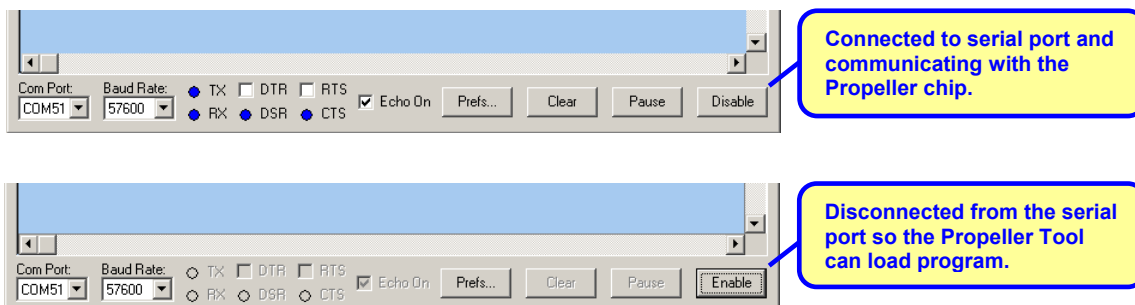 Connected to serial port and
communicating with the
Propeller chip.
Com Port: Baud Rate: TX DTR RTS
COM51 57600 RX DSR CTS Echo On Prefs... Clear Pause Disable
Disconnected from the serial
port so the Propeller Tool
can load program.
Com Port: Baud Rate: TX DTR RTS
COM51 57600 RX DSR CTS Echo On Prefs... Clear Pause Enable